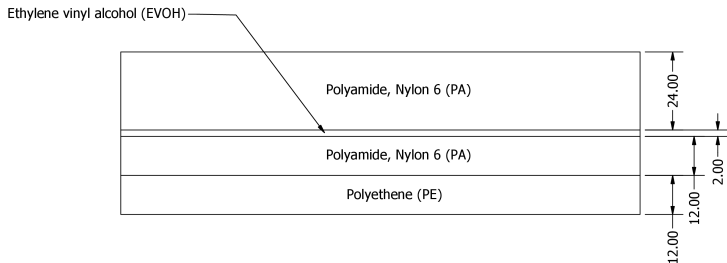 Ethylene vinyl alcohol (EVOH)
Polyamide, Nylon 6 (PA)
24.00
2.00
Polyamide, Nylon 6 (PA)
12.00
Polyethene (PE)
12.00